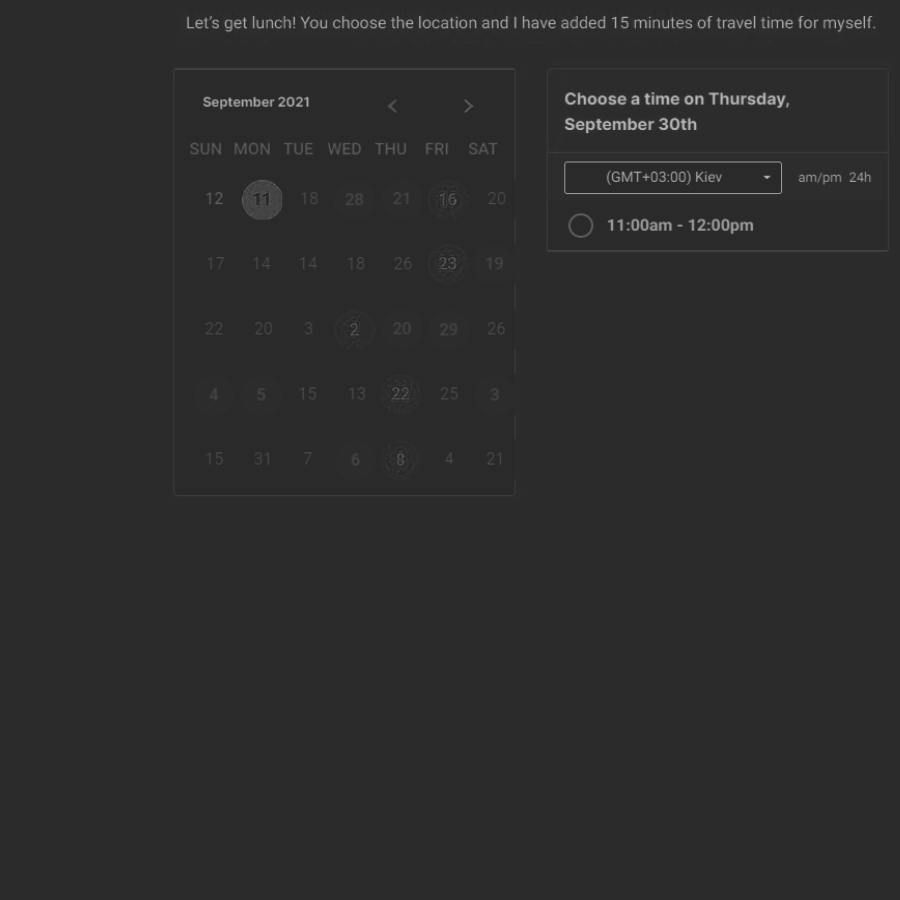 Let's get lunch! You choose the location and I have added 15 minutes of travel time for myself.
September 2021
SUN MON TUE WED THU FRI SAT
12 11 18 28 21 16 20
17 14 14 18 26 23 19
22 20 3 2 20 29 26
4 5 15 13 22 25 3
15 31 7 6 8 4 21
Choose a time on Thursday,
September 30th
(GMT+03:00) Kiev am/pm 24h
11:00am - 12:00pm